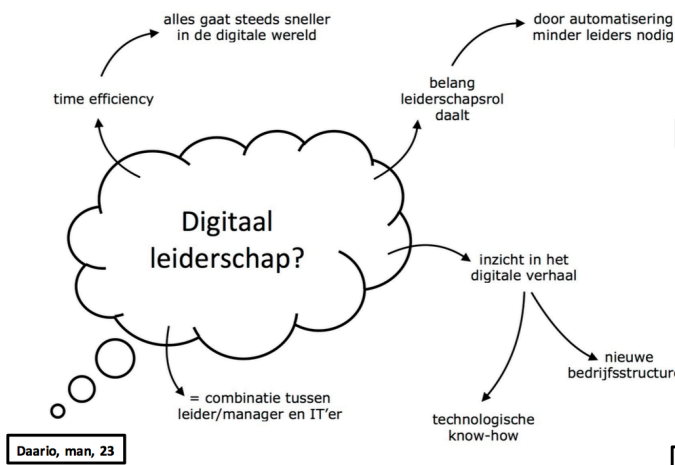 alles gaat steeds sneller
in de digitale wereld
time efficiency
door automatisering
minder leiders nodig
belang
leiderschapsrol
daalt
Digitaal
leiderschap?
inzicht in het
digitale verhaal
nieuwe
technologische
know-how
= combinatie tussen
leider/manager en IT'er
Daario, man, 23